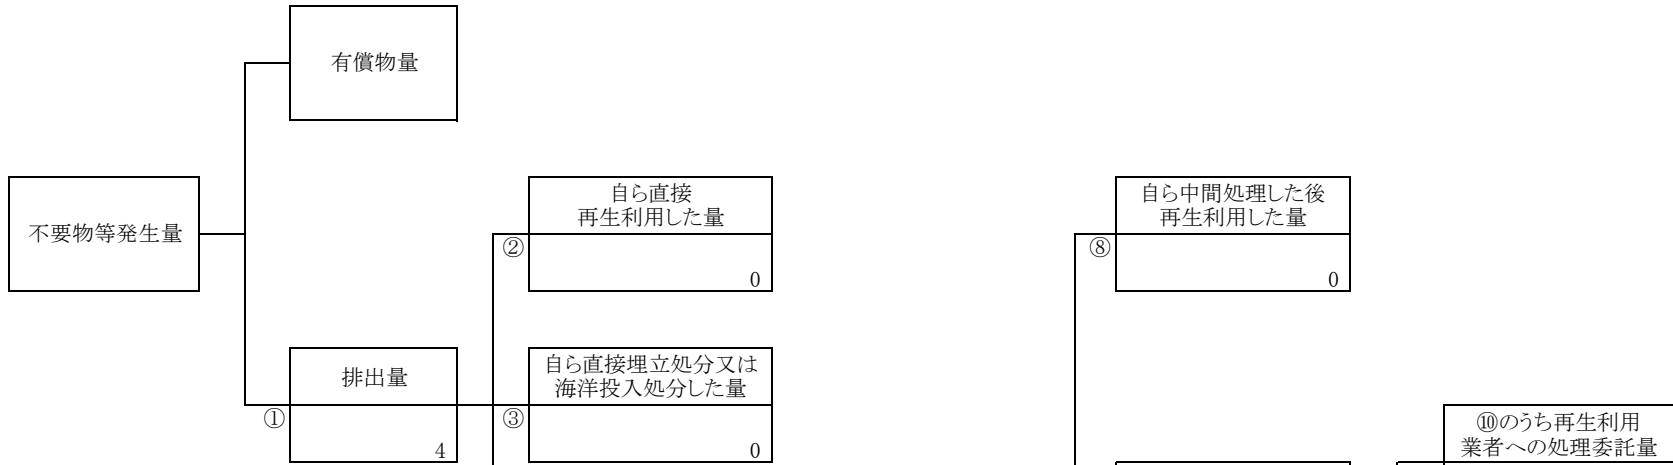 有償物量
不要物等発生量
自ら直接
再生利用した量
②
0
自ら中間処理した後
再生利用した量
⑧
0
排出量
①
4
自ら直接埋立処分又は
海洋投入処分した量
③
0
⑩のうち再生利用
業者への処理委託量